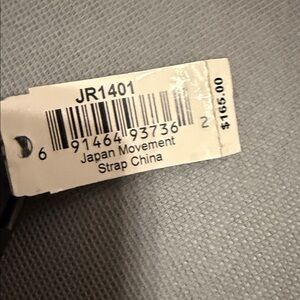 JR1401
6 91464 93736 2
Japan Movement
Strap China
$165.00